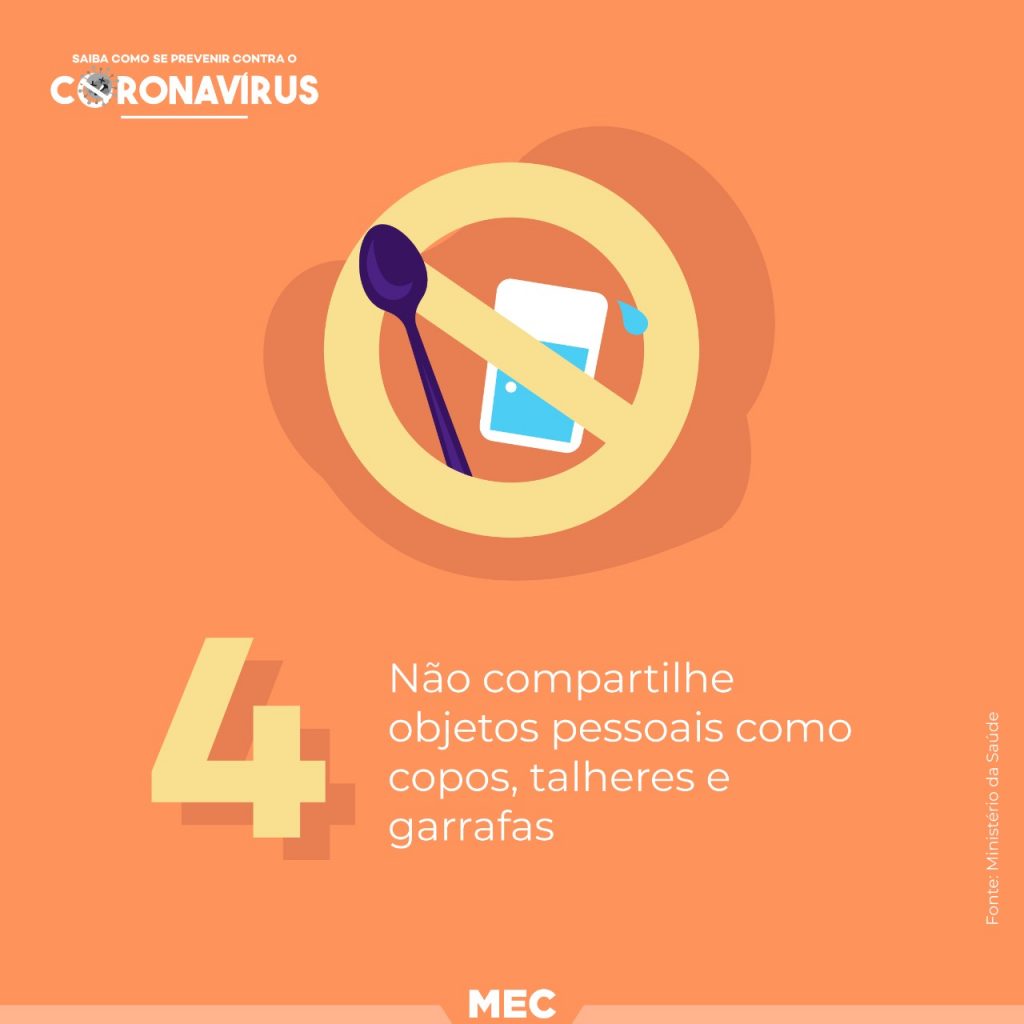 SAIBA COMO SE PREVENIR CONTRA O
CORONAVÍRUS
4
Não compartilhe
objetos pessoais como
copos, talheres e
garrafas
Fonte: Ministério da Saúde
MEC